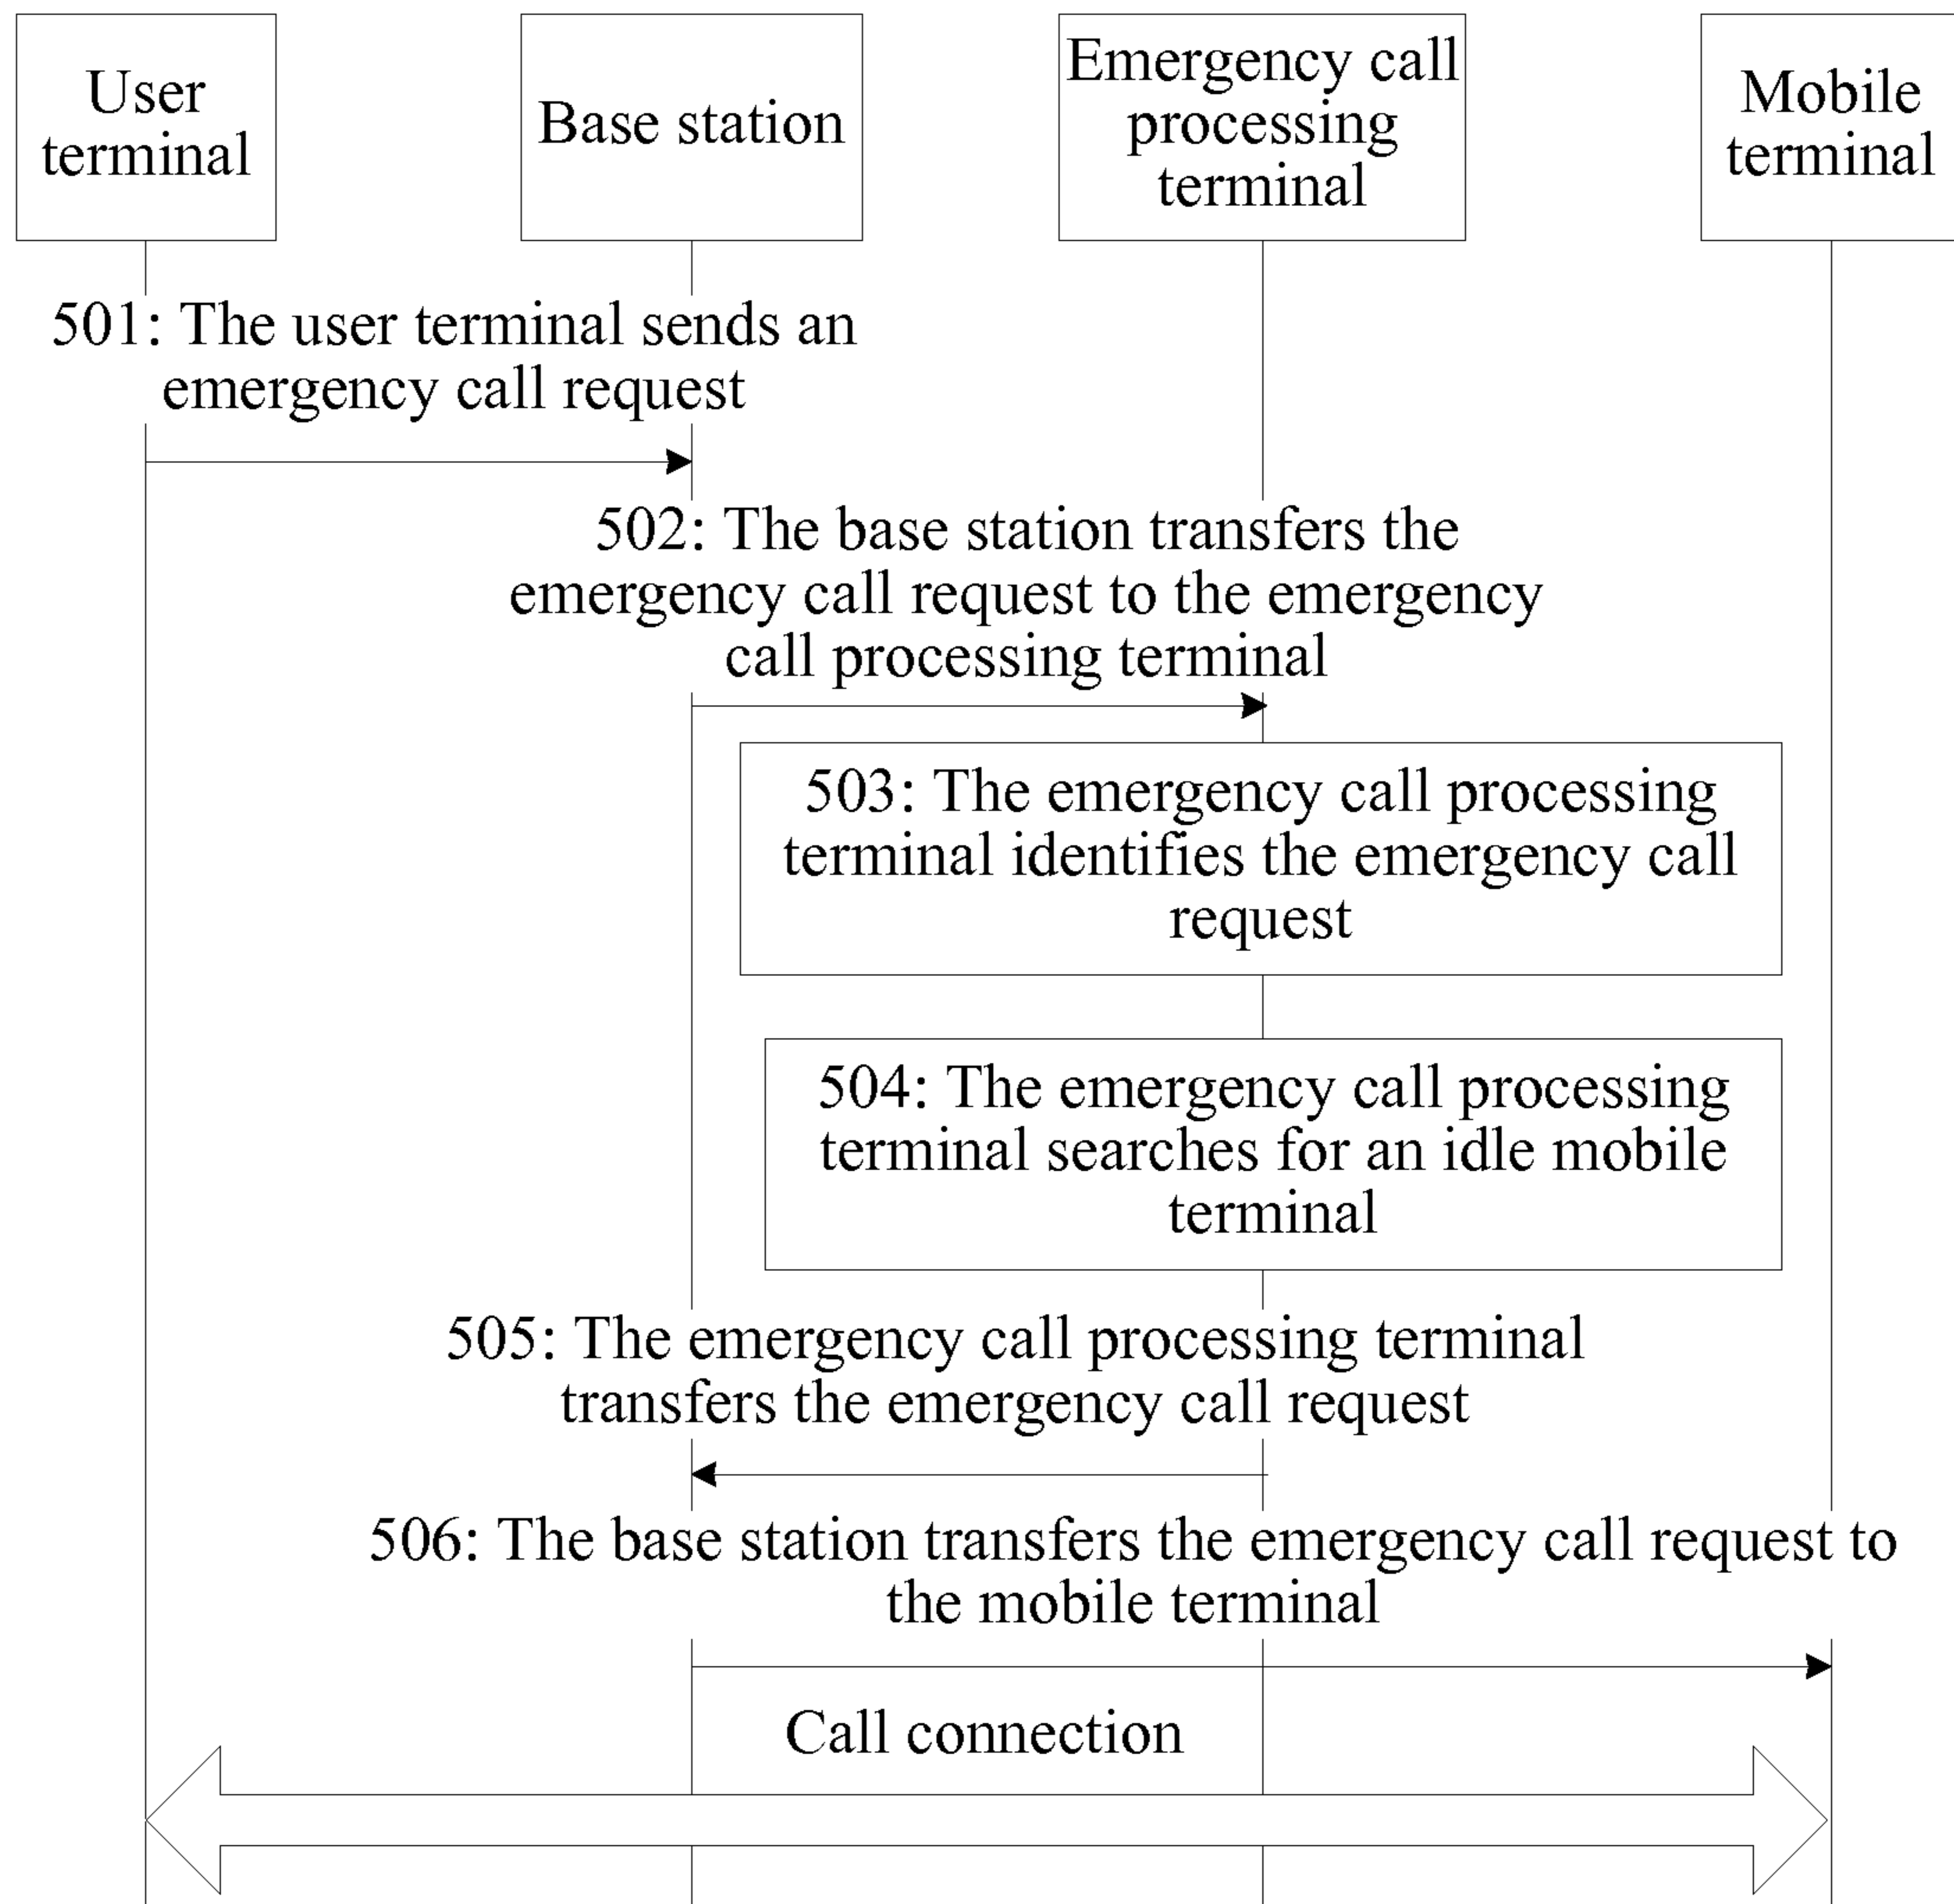 User
terminal
Base station
Emergency call
processing
terminal
Mobile
terminal
501: The user terminal sends an
emergency call request
502: The base station transfers the
emergency call request to the emergency
call processing terminal
503: The emergency call processing
terminal identifies the emergency call
request
504: The emergency call processing
terminal searches for an idle mobile
terminal
505: The emergency call processing terminal
transfers the emergency call request
506: The base station transfers the emergency call request to
the mobile terminal
Call connection